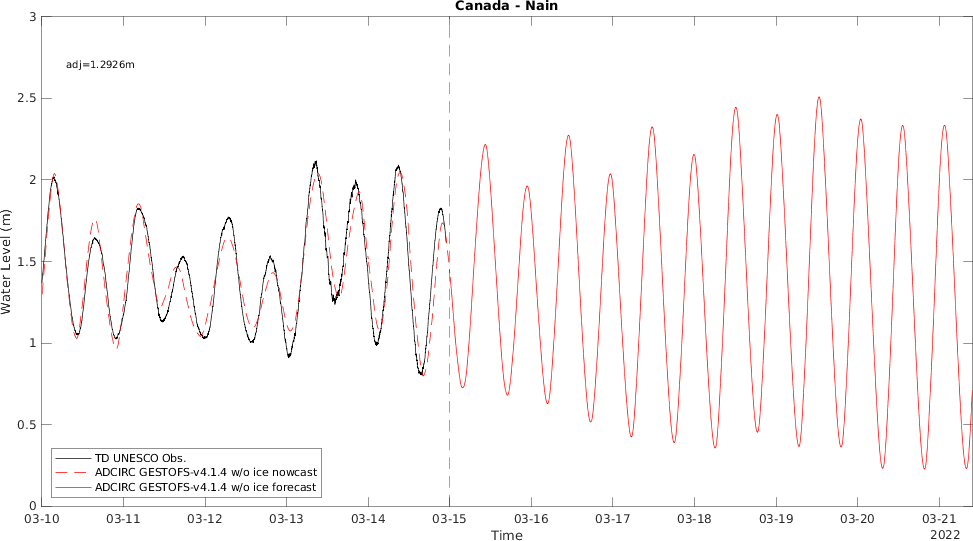 Canada - Nain
3
2.5
2
1.5
1
0.5
0
Water Level (m)
adj=1.2926m
TD UNESCO Obs.
ADCIRC GESTOFS-v4.1.4 w/o ice nowcast
ADCIRC GESTOFS-v4.1.4 w/o ice forecast
03-10 03-11 03-12 03-13 03-14 03-15 03-16 03-17 03-18 03-19 03-20 03-21
Time
2022